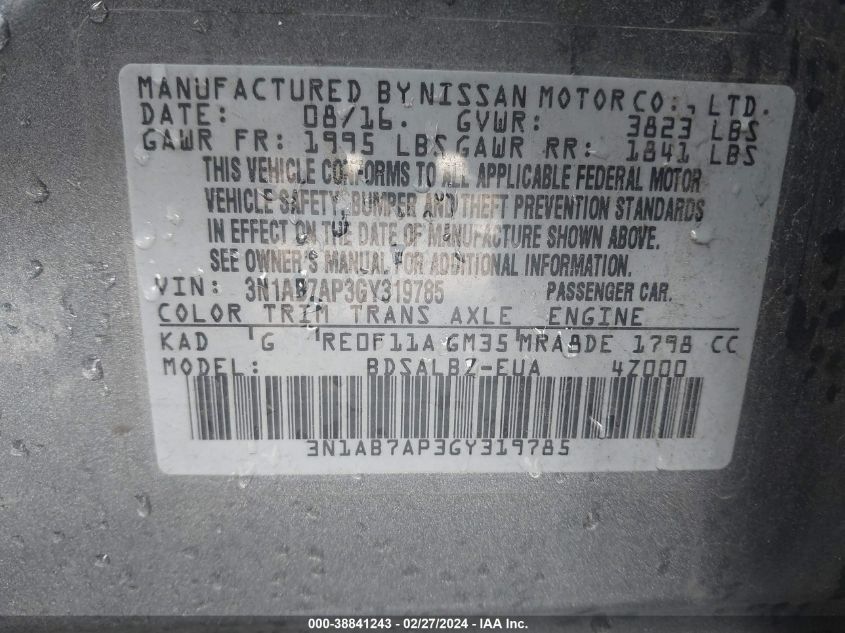 MANUFACTURED BY NISSAN MOTOR CO:, LTD.
DATE: 08/16. GVWR: 3823 LBS
GAWR FR: 1995 LBS GAWR RR: 1841 LBS
THIS VEHICLE CONFORMS TO ALL APPLICABLE FEDERAL MOTOR
VEHICLE SAFETY, BUMPER AND THEFT PREVENTION STANDARDS
IN EFFECT ON THE DATE OF MANUFACTURE SHOWN ABOVE.
SEE OWNER'S MANUAL FOR ADDITIONAL INFORMATION.
VIN: 3N1AB7AP3GY319785 PASSENGER CAR.
COLOR TRIM TRANS AXLE ENGINE
KAD G RE0F11A GM35 MRA8DE 1798 CC
MODEL: BDSALBZ-EUA 4Z000
3N1AB7AP3GY319785
000-38841243 - 02/27/2024 - IAA Inc.